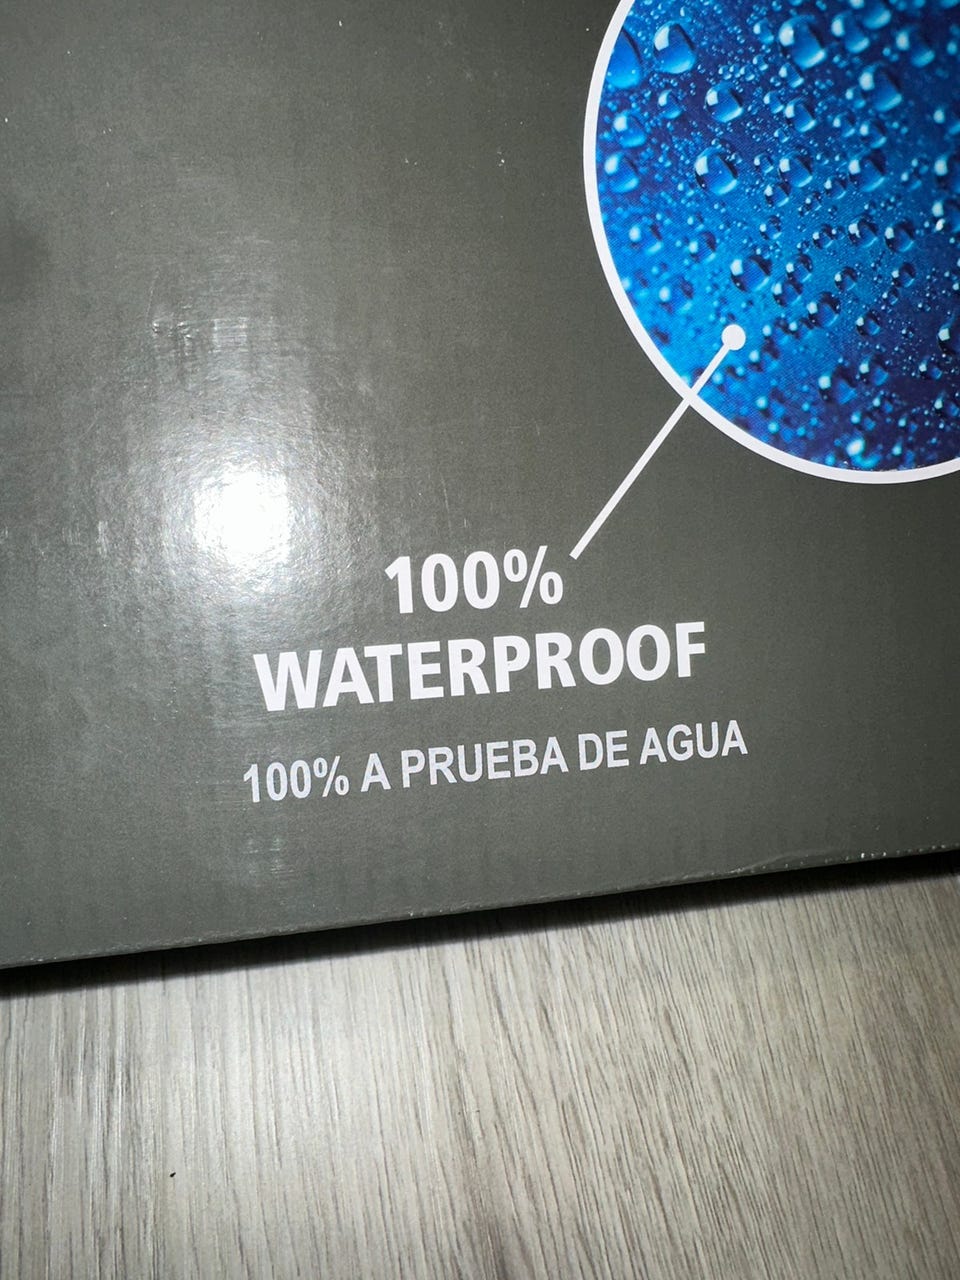 100%
WATERPROOF
100% A PRUEBA DE AGUA